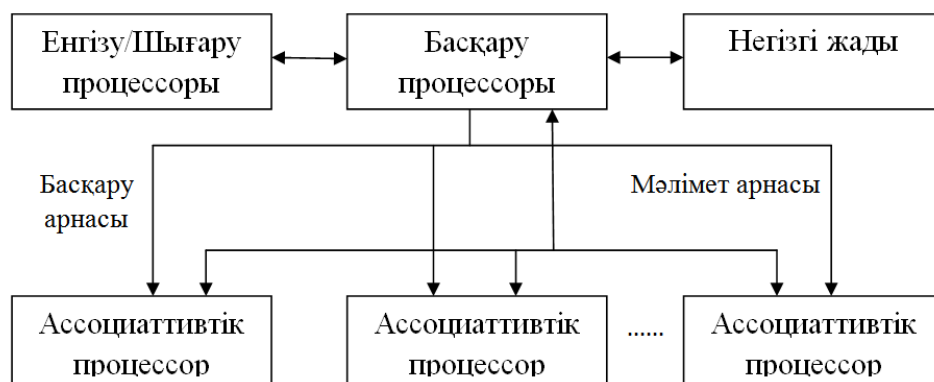 Енгізу/Шығару
процессоры
Басқару
процессоры
Негізгі жады
Басқару
арнасы
Мәлімет арнасы
Ассоциаттивтік
процессор
Ассоциаттивтік
процессор
......
Ассоциаттивтік
процессор